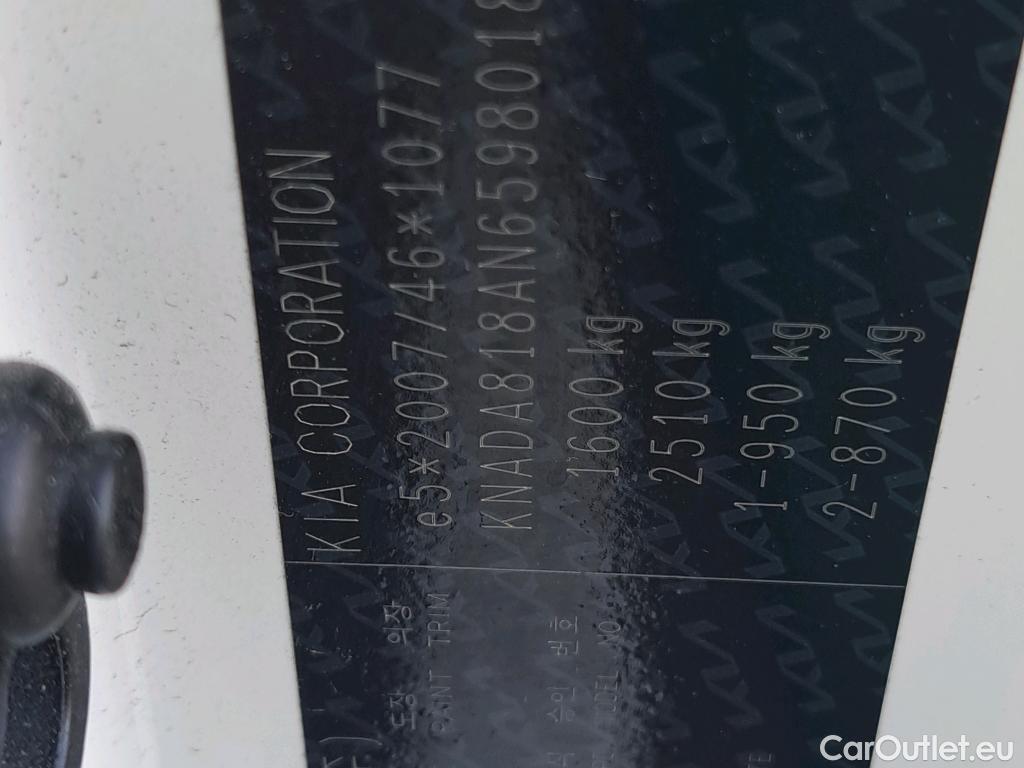 KIA CORPORATION
e5*2007/46*1077
KNADA818AN6598018
1600 kg
2510 kg
1-950 kg
2-870 kg
도장 외장
PAINT TRIM
승인 번호
NO
CarOutlet.eu